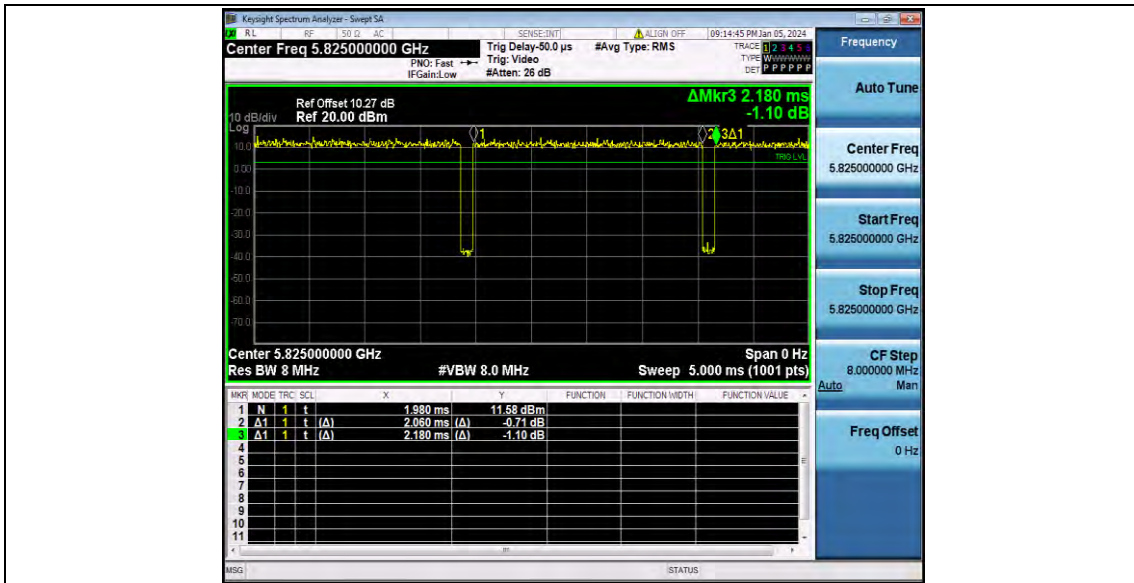 Keysight Spectrum Analyzer - Swept SA
RL RF 50 Ω AC SENSE:INT ALIGN OFF 09:14:45 PM Jan 05, 2024
Center Freq 5.825000000 GHz
PNO: Fast
IFGain:Low
Trig Delay-50.0 µs
Trig: Video
#Atten: 26 dB
#Avg Type: RMS
TRACE 1 2 3 4 5 6
TYPE WWWWWW
DET P P P P P P
Frequency
Auto Tune
Center Freq
5.825000000 GHz
Start Freq
5.825000000 GHz
Stop Freq
5.825000000 GHz
CF Step
8.000000 MHz
Auto Man
Freq Offset
0 Hz
ΔMkr3 2.180 ms
-1.10 dB
Ref Offset 10.27 dB
10 dB/div Ref 20.00 dBm
Log
10.0
0.00
-10.0
-20.0
-30.0
-40.0
-50.0
-60.0
-70.0
1
2 3Δ1
TRIG LVL
Center 5.825000000 GHz Span 0 Hz
Res BW 8 MHz #VBW 8.0 MHz Sweep 5.000 ms (1001 pts)
MKR MODE TRC SCL X Y FUNCTION FUNCTION WIDTH FUNCTION VALUE
1 N 1 t 1.980 ms 11.58 dBm
2 Δ1 1 t (Δ) 2.060 ms (Δ) -0.71 dB
3 Δ1 1 t (Δ) 2.180 ms (Δ) -1.10 dB
4
5
6
7
8
9
10
11
MSG STATUS